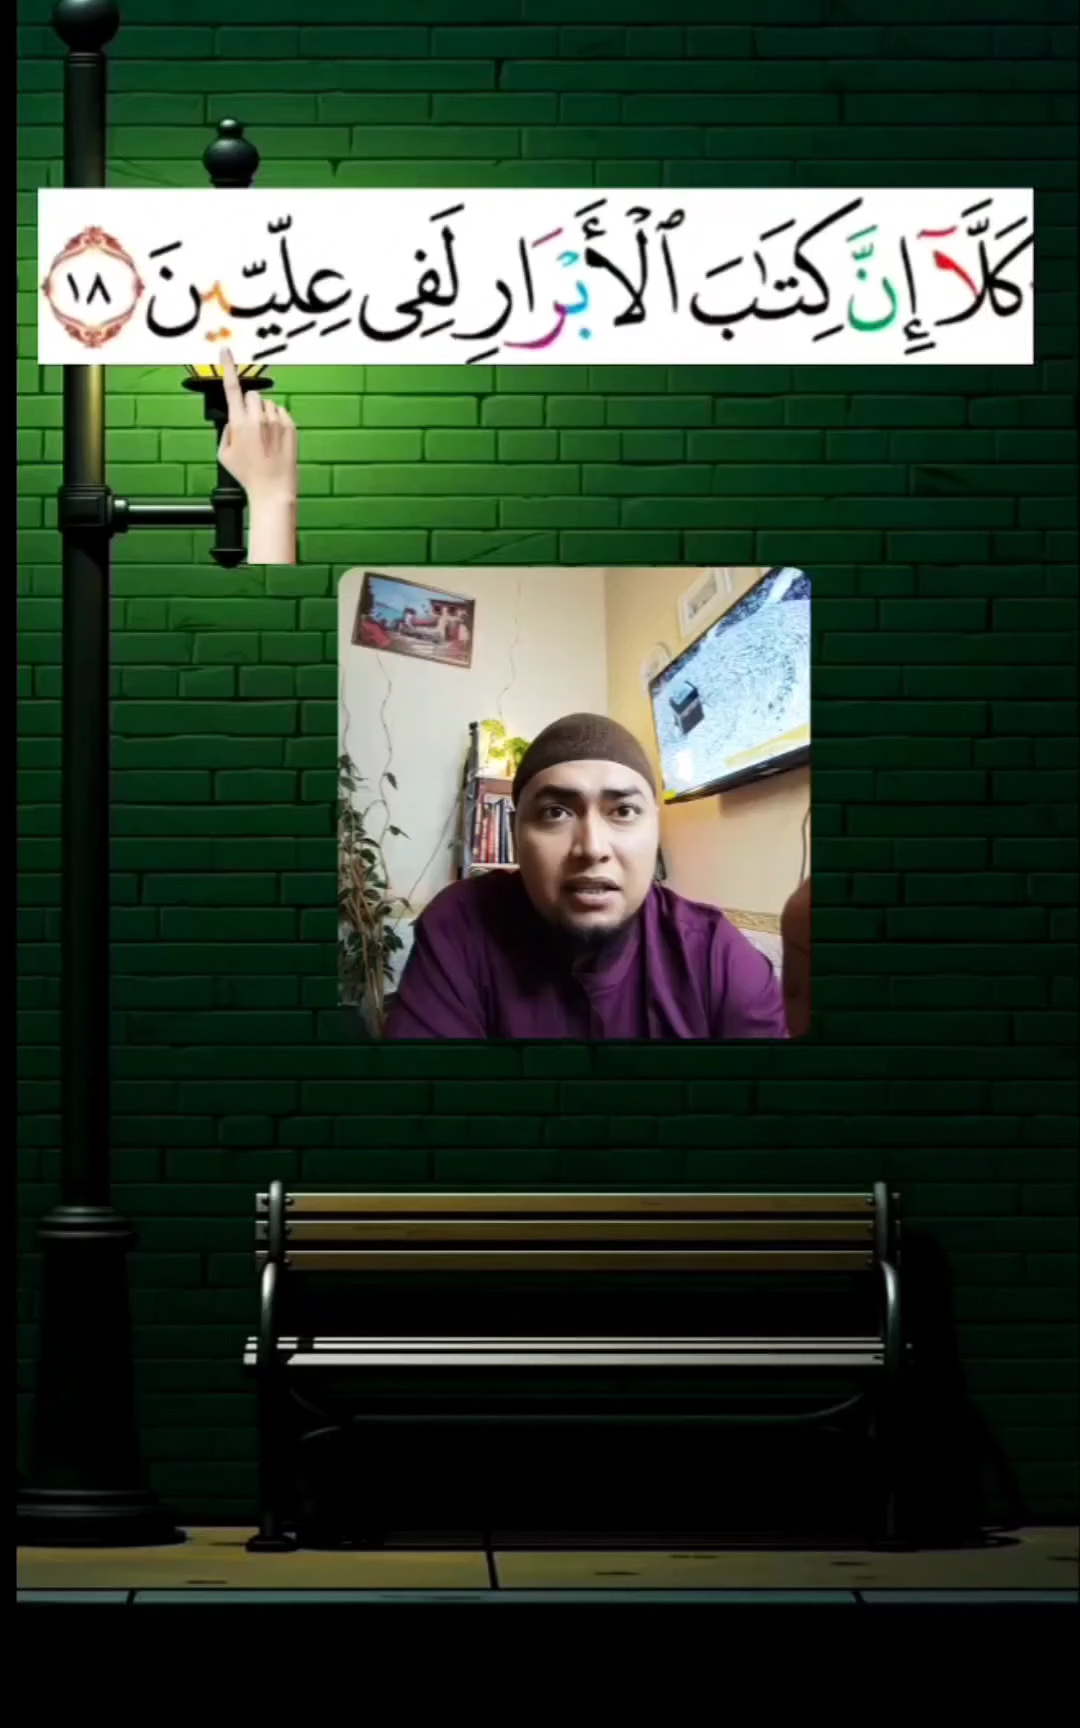 كَلَّآ إِنَّ كِتَٰبَ ٱلْأَبْرَارِ لَفِى عِلِّيِّينَ ١٨